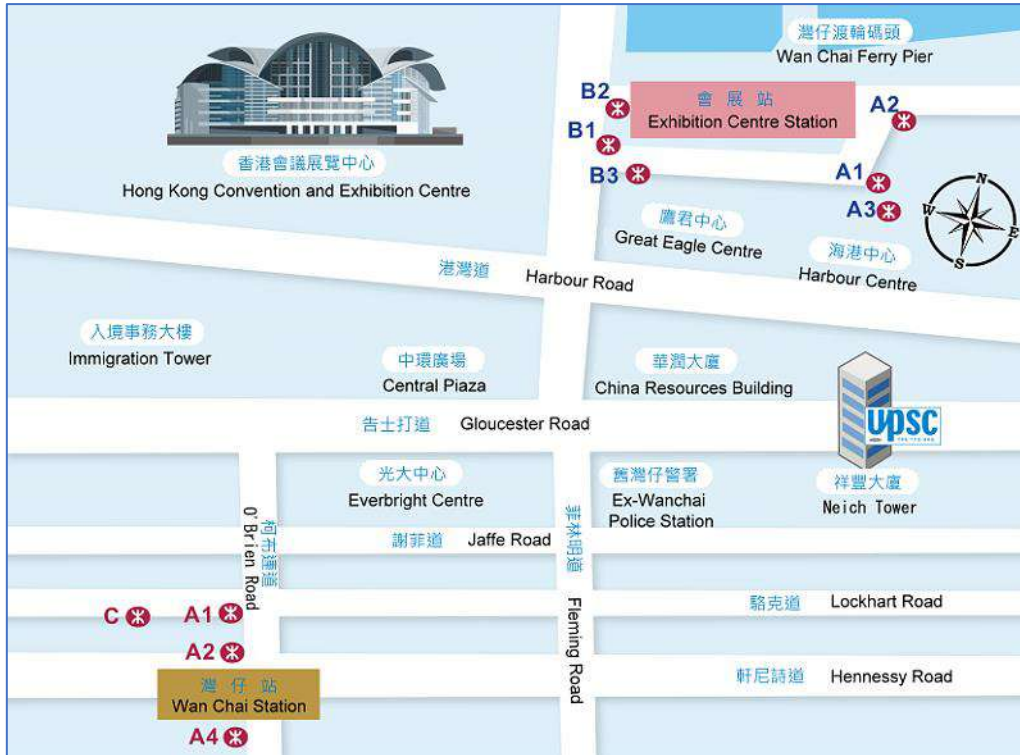 灣仔渡輪碼頭
Wan Chai Ferry Pier
B2
會展站
Exhibition Centre Station
A2
B1
B3
A1
A3
N
W
E
S
香港會議展覽中心
Hong Kong Convention and Exhibition Centre
鷹君中心
Great Eagle Centre
海港中心
Harbour Centre
港灣道 Harbour Road
入境事務大樓
Immigration Tower
中環廣場
Central Piaza
華潤大廈
China Resources Building
upsc
告士打道 Gloucester Road
光大中心
Everbright Centre
舊灣仔警署
Ex-Wanchai
Police Station
祥豐大廈
Neich Tower
柯布連道
O'Brien Road
謝菲道 Jaffe Road
菲林明道 Fleming Road
C
A1
駱克道 Lockhart Road
A2
灣仔站
Wan Chai Station
軒尼詩道 Hennessy Road
A4